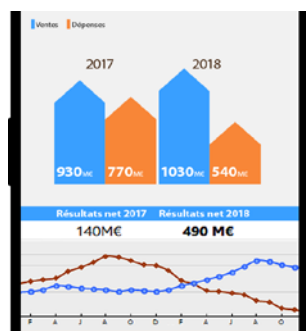 Ventes Dépenses
2017 2018
930M€ 770M€ 1030M€ 540M€
Résultats net 2017 Résultats net 2018
140M€ 490 M€
F A J A O D F A J A O